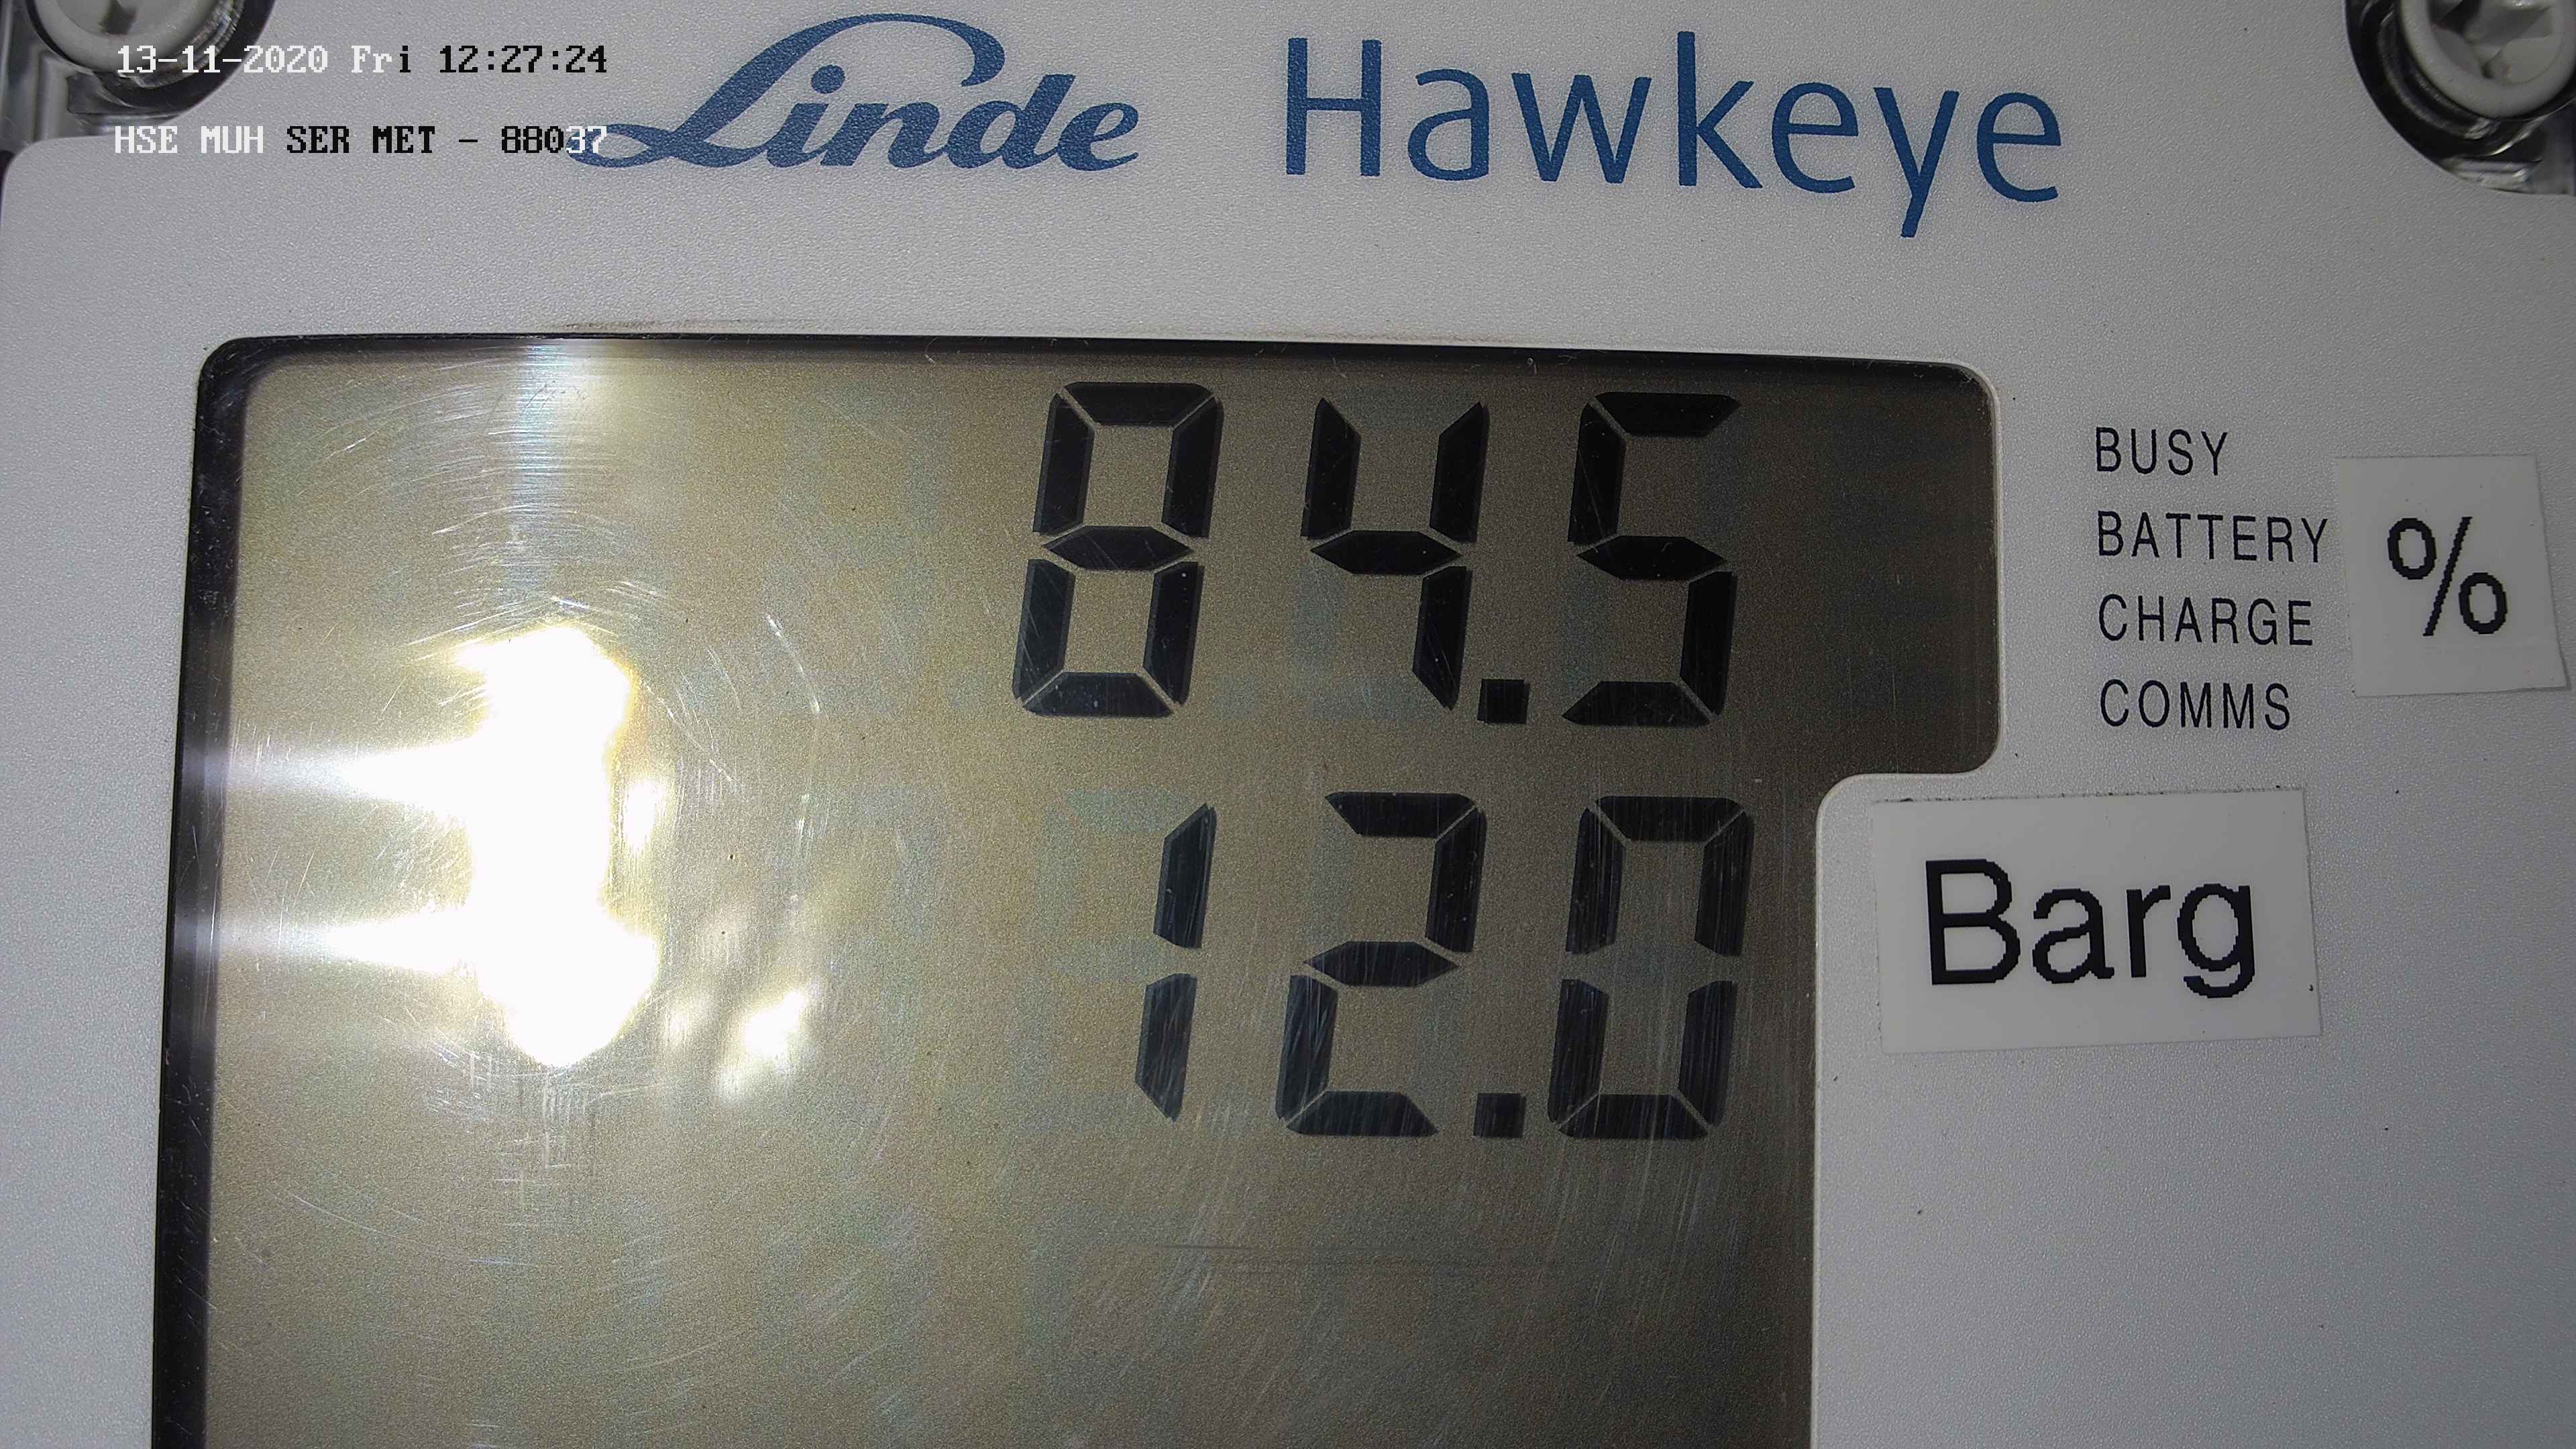 13-11-2020 Fri 12:27:24
HSE MUH SER MET - 88037
Linde Hawkeye
84.5
BUSY
BATTERY
CHARGE
COMMS
%
12.0
Barg